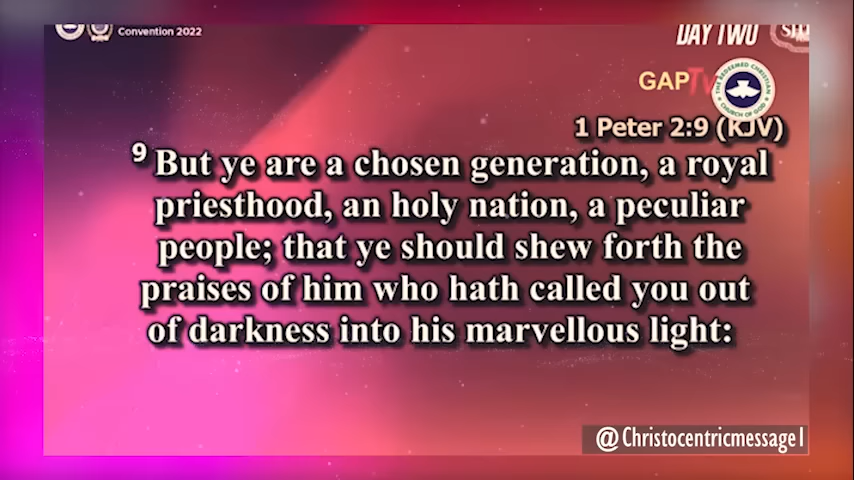 Convention 2022
DAY TWO
GAPTv
THE REDEEMED CHRISTIAN
CHURCH OF GOD
1 Peter 2:9 (KJV)
9 But ye are a chosen generation, a royal
priesthood, an holy nation, a peculiar
people; that ye should shew forth the
praises of him who hath called you out
of darkness into his marvellous light:
@Christocentricmessage1